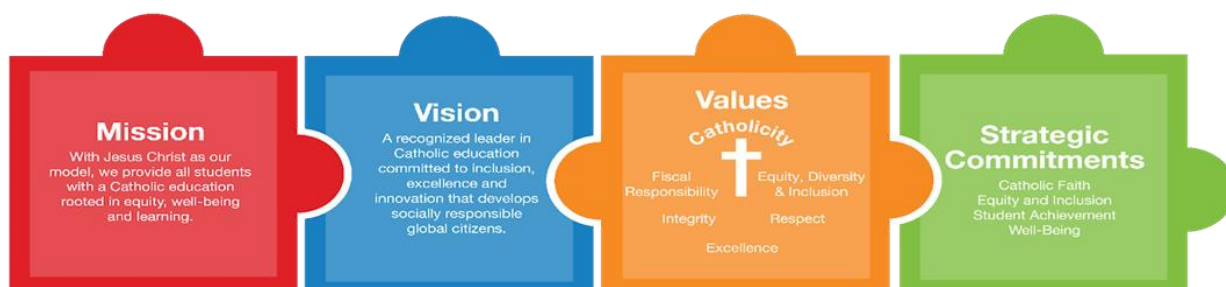 Mission
With Jesus Christ as our
model, we provide all students
with a Catholic education
rooted in equity, well-being
and learning.
Vision
A recognized leader in
Catholic education
committed to inclusion,
excellence and
innovation that develops
socially responsible
global citizens.
Values
Catholicity
Fiscal
Responsibility
Equity, Diversity
& Inclusion
Integrity
Respect
Excellence
Strategic
Commitments
Catholic Faith
Equity and Inclusion
Student Achievement
Well-Being